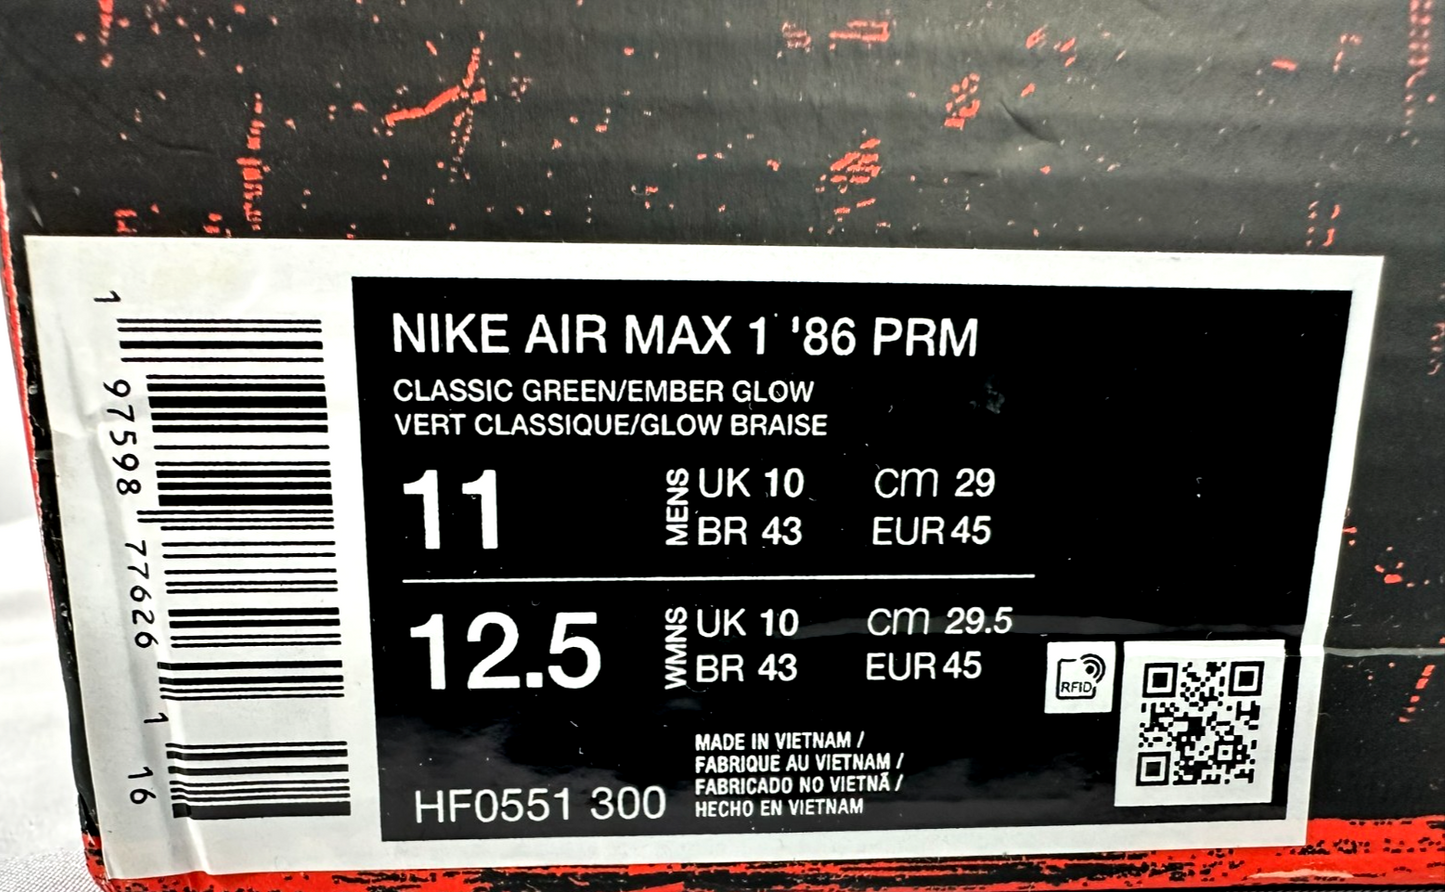 NIKE AIR MAX 1 '86 PRM
CLASSIC GREEN/EMBER GLOW
VERT CLASSIQUE/GLOW BRAISE
11
MENS
UK 10 CM 29
BR 43 EUR 45
12.5
WMNS
UK 10 CM 29.5
BR 43 EUR 45
RFID
MADE IN VIETNAM /
FABRIQUÉ AU VIETNAM /
FABRICADO NO VIETNÃ /
HECHO EN VIETNAM
HF0551 300
1 97598 77626 1 16